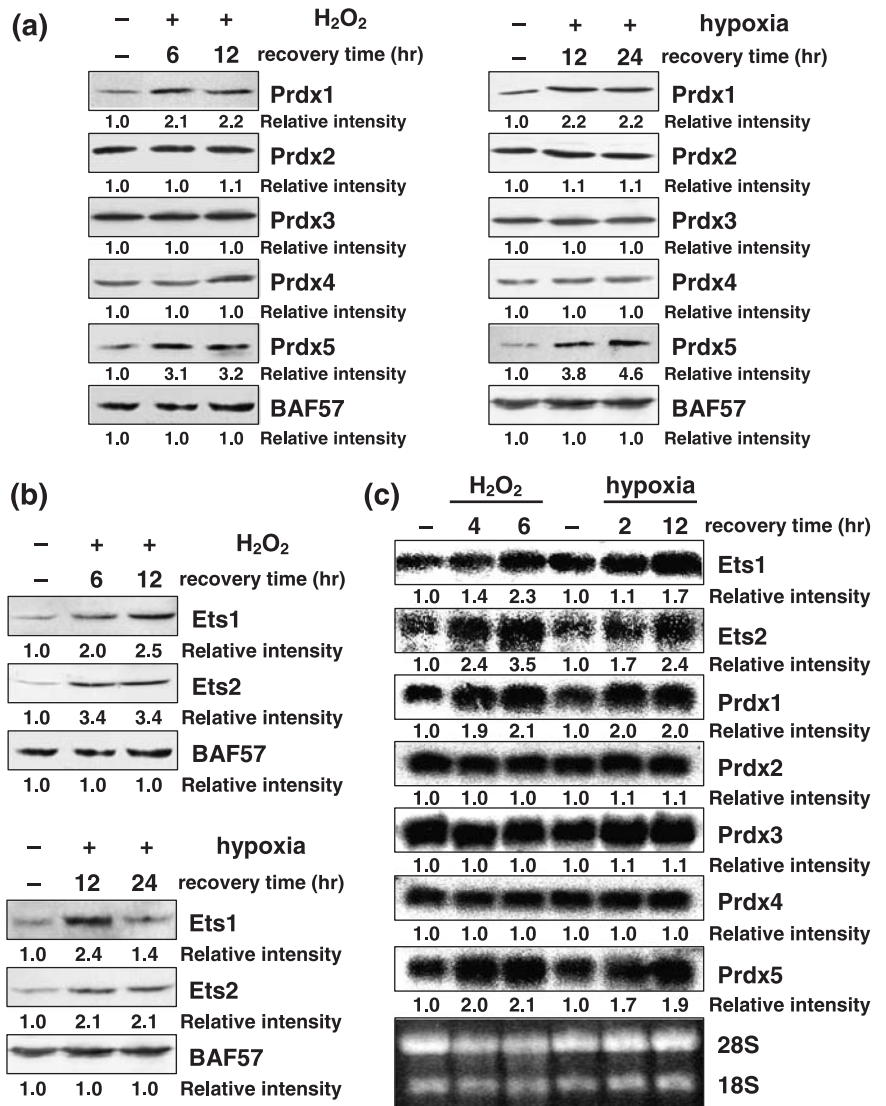 (a)
– + + H₂O₂
– 6 12 recovery time (hr)
Prdx1
1.0 2.1 2.2 Relative intensity
Prdx2
1.0 1.0 1.1 Relative intensity
Prdx3
1.0 1.0 1.0 Relative intensity
Prdx4
1.0 1.0 1.0 Relative intensity
Prdx5
1.0 3.1 3.2 Relative intensity
BAF57
1.0 1.0 1.0 Relative intensity
– + + hypoxia
– 12 24 recovery time (hr)
Prdx1
1.0 2.2 2.2 Relative intensity
Prdx2
1.0 1.1 1.1 Relative intensity
Prdx3
1.0 1.0 1.0 Relative intensity
Prdx4
1.0 1.0 1.0 Relative intensity
Prdx5
1.0 3.8 4.6 Relative intensity
BAF57
1.0 1.0 1.0 Relative intensity
(b)
– + + H₂O₂
– 6 12 recovery time (hr)
Ets1
1.0 2.0 2.5 Relative intensity
Ets2
1.0 3.4 3.4 Relative intensity
BAF57
1.0 1.0 1.0 Relative intensity
– + + hypoxia
– 12 24 recovery time (hr)
Ets1
1.0 2.4 1.4 Relative intensity
Ets2
1.0 2.1 2.1 Relative intensity
BAF57
1.0 1.0 1.0 Relative intensity
(c)
H₂O₂ hypoxia
– 4 6 – 2 12 recovery time (hr)
Ets1
1.0 1.4 2.3 1.0 1.1 1.7 Relative intensity
Ets2
1.0 2.4 3.5 1.0 1.7 2.4 Relative intensity
Prdx1
1.0 1.9 2.1 1.0 2.0 2.0 Relative intensity
Prdx2
1.0 1.0 1.0 1.0 1.1 1.1 Relative intensity
Prdx3
1.0 1.0 1.0 1.0 1.1 1.1 Relative intensity
Prdx4
1.0 1.0 1.0 1.0 1.0 1.0 Relative intensity
Prdx5
1.0 2.0 2.1 1.0 1.7 1.9 Relative intensity
28S
18S